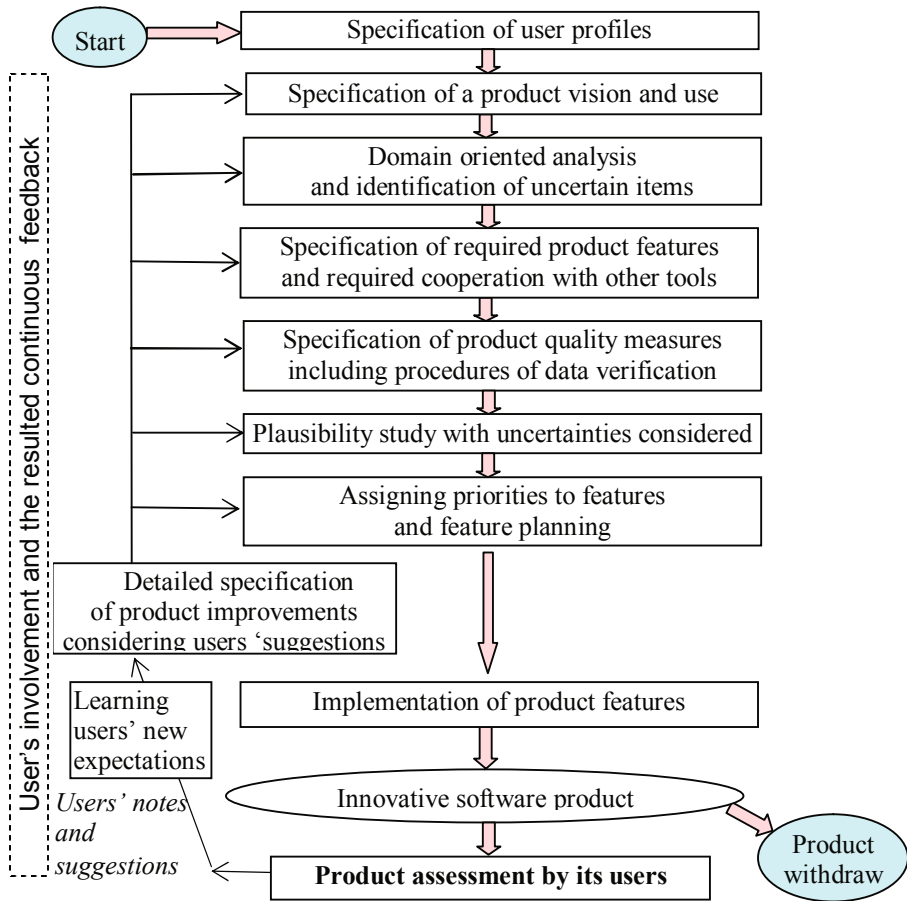 Start
Specification of user profiles
User's involvement and the resulted continuous feedback
Specification of a product vision and use
Domain oriented analysis
and identification of uncertain items
Specification of required product features
and required cooperation with other tools
Specification of product quality measures
including procedures of data verification
Plausibility study with uncertainties considered
Assigning priorities to features
and feature planning
Detailed specification
of product improvements
considering users ‘suggestions
Learning
users’ new
expectations
Implementation of product features
Users’ notes
and
suggestions
Innovative software product
Product assessment by its users
Product
withdraw